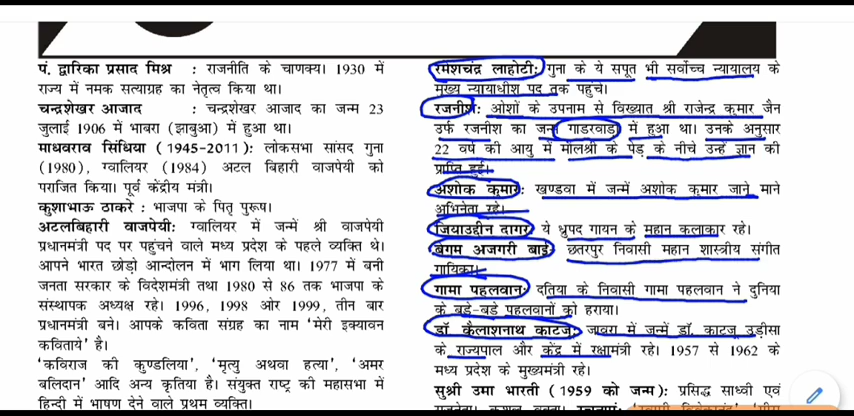 पं. द्वारिका प्रसाद मिश्र : राजनीति के चाणक्य। 1930 में
राज्य में नमक सत्याग्रह का नेतृत्व किया था।
चन्द्रशेखर आजाद : चन्द्रशेखर आजाद का जन्म 23
जुलाई 1906 में भाबरा (झाबुआ) में हुआ था।
माधवराव सिंधिया (1945-2011): लोकसभा सांसद गुना
(1980), ग्वालियर (1984) अटल बिहारी वाजपेयी को
पराजित किया। पूर्व केंद्रीय मंत्री।
कुशाभाऊ ठाकरे : भाजपा के पितृ पुरूष।
अटलबिहारी वाजपेयी: ग्वालियर में जन्में श्री वाजपेयी
प्रधानमंत्री पद पर पहुंचने वाले मध्य प्रदेश के पहले व्यक्ति थे।
आपने भारत छोड़ो आन्दोलन में भाग लिया था। 1977 में बनी
जनता सरकार के विदेशमंत्री तथा 1980 से 86 तक भाजपा के
संस्थापक अध्यक्ष रहे। 1996, 1998 ओर 1999, तीन बार
प्रधानमंत्री बने। आपके कविता संग्रह का नाम 'मेरी इक्यावन
कवितायें' है।
'कविराज की कुण्डलिया', 'मृत्यु अथवा हत्या', 'अमर
बलिदान' आदि अन्य कृतिया है। संयुक्त राष्ट्र की महासभा में
हिन्दी में भाषण देने वाले प्रथम व्यक्ति।
रमेशचंद्र लाहोटी: गुना के ये सपूत भी सर्वोच्च न्यायालय के
मुख्य न्यायाधीश पद तक पहुंचे।
रजनीश: ओशों के उपनाम से विख्यात श्री राजेन्द्र कुमार जैन
उर्फ रजनीश का जन्म गाडरवाड़ा में हुआ था। उनके अनुसार
22 वर्ष की आयु में मोलश्री के पेड़ के नीचे उन्हें ज्ञान की
प्राप्ति हुई।
अशोक कुमार: खण्डवा में जन्में अशोक कुमार जाने माने
अभिनेता रहे।
जियाउद्दीन दागर: ये ध्रुपद गायन के महान कलाकार रहे।
बेगम अजगरी बाई: छतरपुर निवासी महान शास्त्रीय संगीत
गायिका।
गामा पहलवान: दतिया के निवासी गामा पहलवान ने दुनिया
के बड़े-बड़े पहलवानों को हराया।
डॉ कैलाशनाथ काटजू: जावरा में जन्में डॉ. काटजू उड़ीसा
के राज्यपाल और केंद्र में रक्षामंत्री रहे। 1957 से 1962 के
मध्य प्रदेश के मुख्यमंत्री रहे।
सुश्री उमा भारती (1959 को जन्म): प्रसिद्ध साध्वी एवं